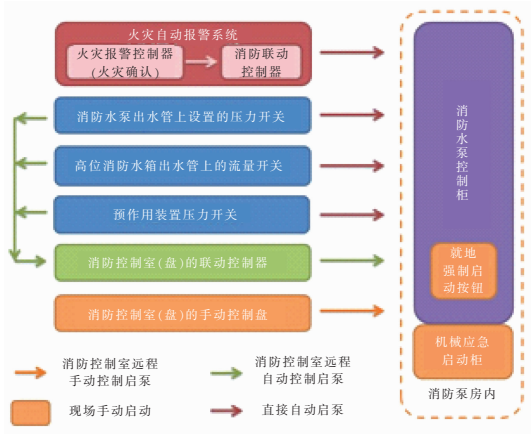 火灾自动报警系统
火灾报警控制器
(火灾确认)
消防联动
控制器
消防水泵出水管上设置的压力开关
高位消防水箱出水管上的流量开关
预作用装置压力开关
消防控制室(盘)的联动控制器
消防控制室(盘)的手动控制盘
消防水泵控制柜
就地
强制启
动按钮
机械应急
启动柜
消防泵房内
消防控制室远程
手动控制启泵
消防控制室远程
自动控制启泵
现场手动启动
直接自动启泵